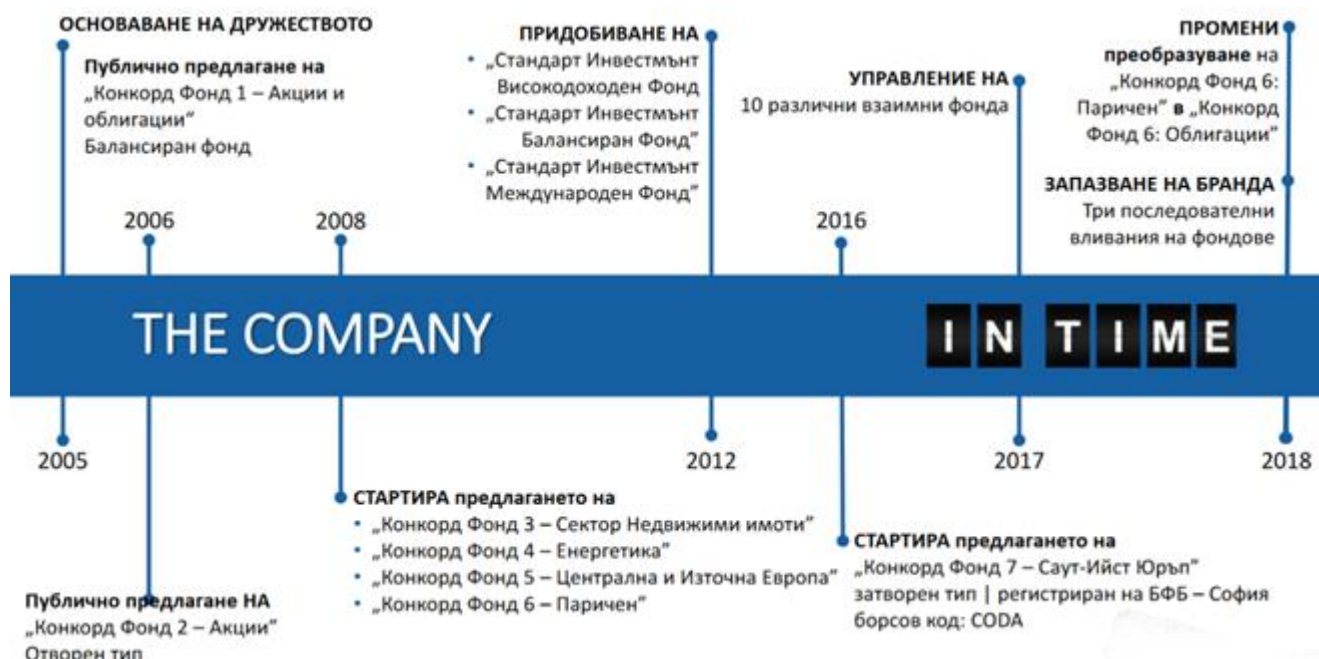 ОСНОВАВАНЕ НА ДРУЖЕСТВОТО
Публично предлагане на
„Конкорд Фонд 1 – Акции и
облигации”
Балансиран фонд
ПРИДОБИВАНЕ НА
• „Стандарт Инвестмънт
Високодоходен Фонд
• „Стандарт Инвестмънт
Балансиран Фонд”
• „Стандарт Инвестмънт
Международен Фонд”
УПРАВЛЕНИЕ НА
10 различни взаимни фонда
ПРОМЕНИ
преобразуване на
„Конкорд Фонд 6:
Паричен” в „Конкорд
Фонд 6: Облигации”
ЗАПАЗВАНЕ НА БРАНДА
Три последователни
вливания на фондове
2006
2008
2016
THE COMPANY
IN TIME
2005
2012
2017
2018
Публично предлагане НА
„Конкорд Фонд 2 – Акции”
Отворен тип
СТАРТИРА предлагането на
• „Конкорд Фонд 3 – Сектор Недвижими имоти”
• „Конкорд Фонд 4 – Енергетика”
• „Конкорд Фонд 5 – Централна и Източна Европа”
• „Конкорд Фонд 6 – Паричен”
СТАРТИРА предлагането на
„Конкорд Фонд 7 – Саут-Ийст Юръп”
затворен тип | регистриран на БФБ – София
борсов код: CODA